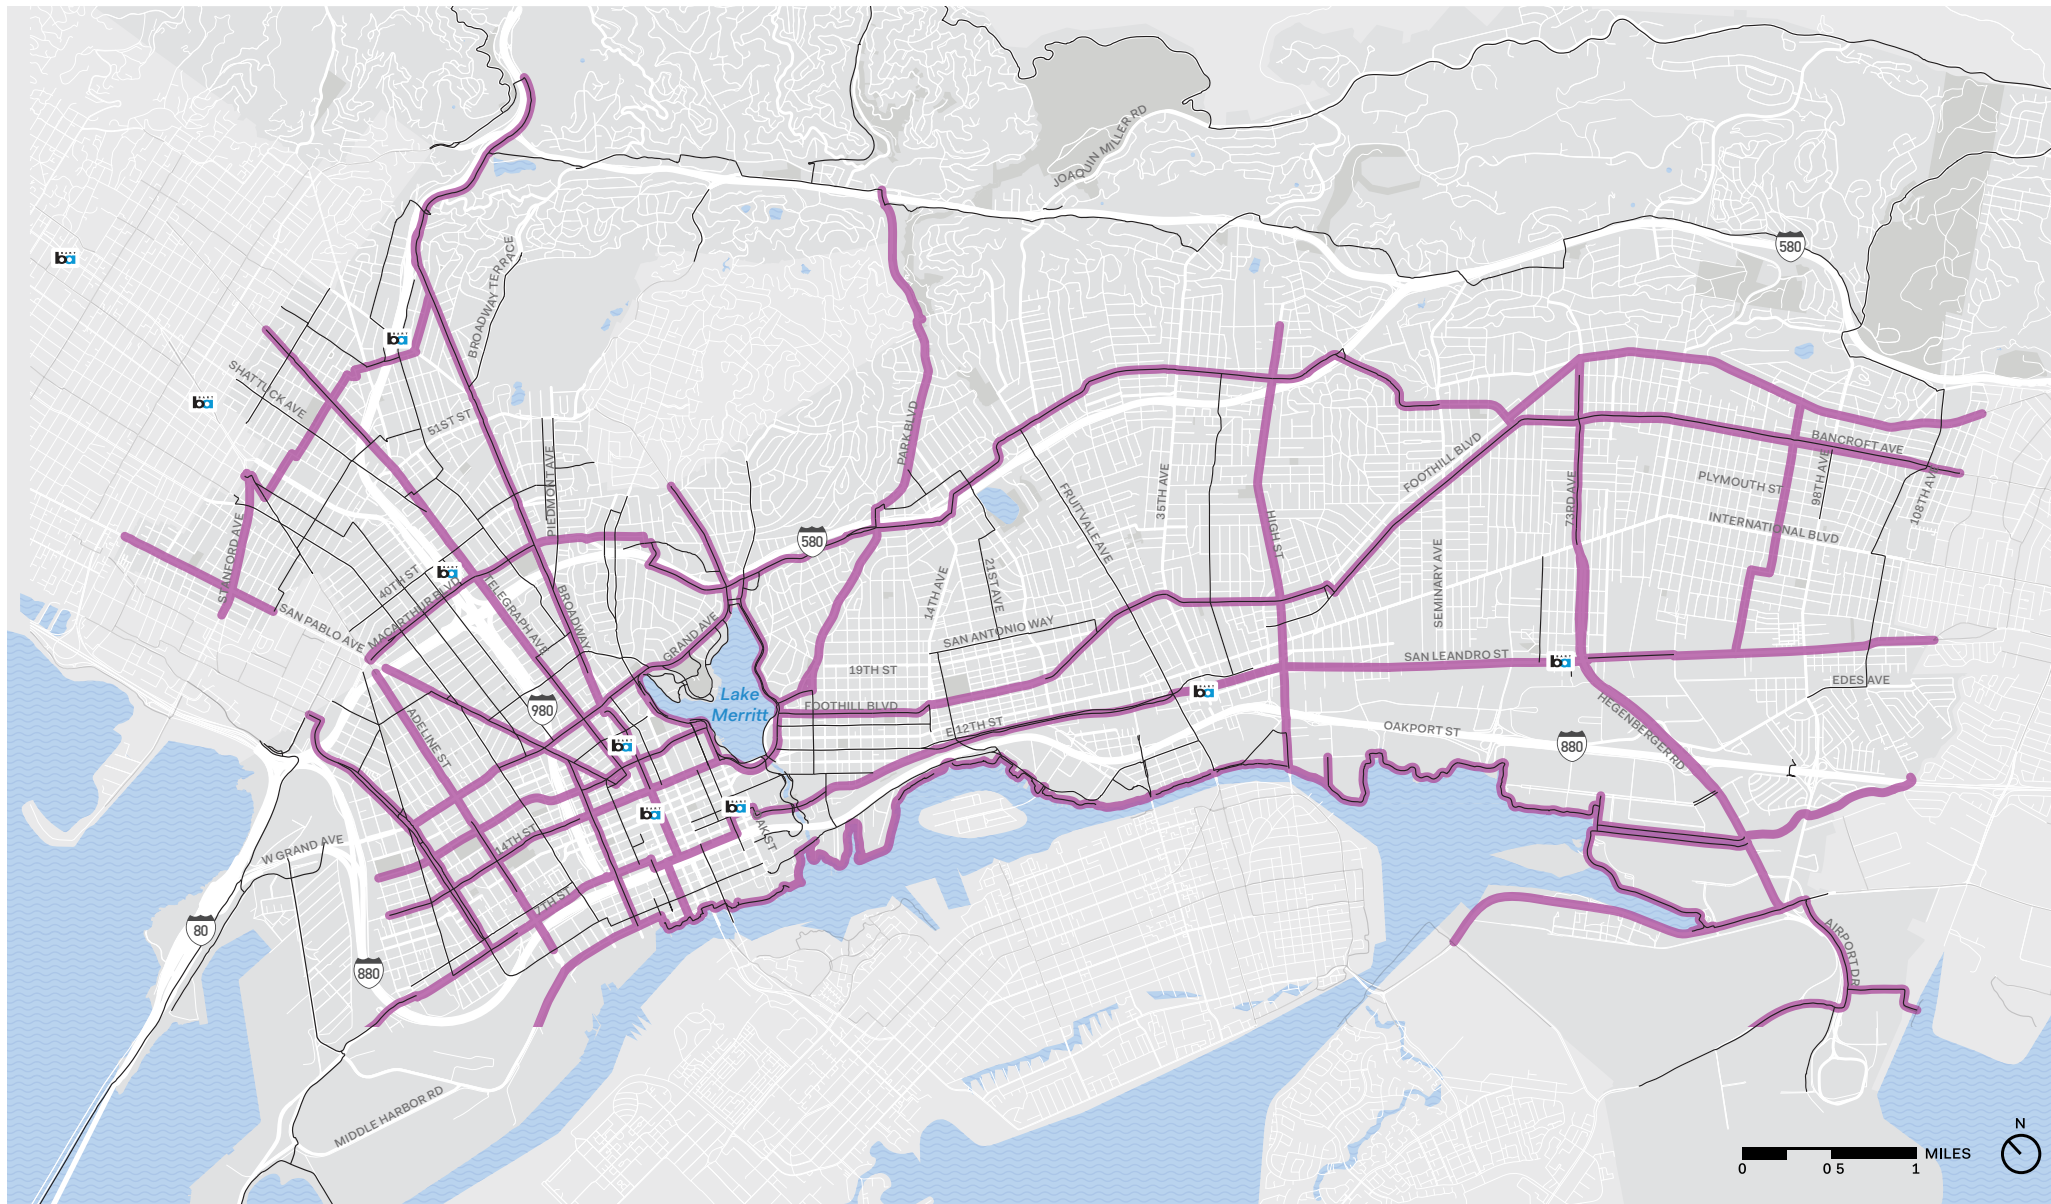 JOAQUIN MILLER RD
580
BROADWAY TERRACE
SHATTUCK AVE
51ST ST
PARK BLVD
PIEDMONT AVE
FRUITVALE AVE
35TH AVE
HIGH ST
FOOTHILL BLVD
73RD AVE
BANCROFT AVE
PLYMOUTH ST
98TH AVE
108TH AVE
INTERNATIONAL BLVD
STANFORD AVE
580
40TH ST
MACARTHUR BLVD
TELEGRAPH AVE
BROADWAY
14TH AVE
21ST AVE
SEMINARY AVE
SAN PABLO AVE
GRAND AVE
SAN ANTONIO WAY
SAN LEANDRO ST
19TH ST
EDES AVE
Lake
Merritt
FOOTHILL BLVD
HEGENBERGER RD
980
ADELINE ST
E 12TH ST
OAKPORT ST
880
W GRAND AVE
14TH ST
AK ST
7TH ST
80
880
AIRPORT DR
MIDDLE HARBOR RD
N
MILES
0
0 5
1